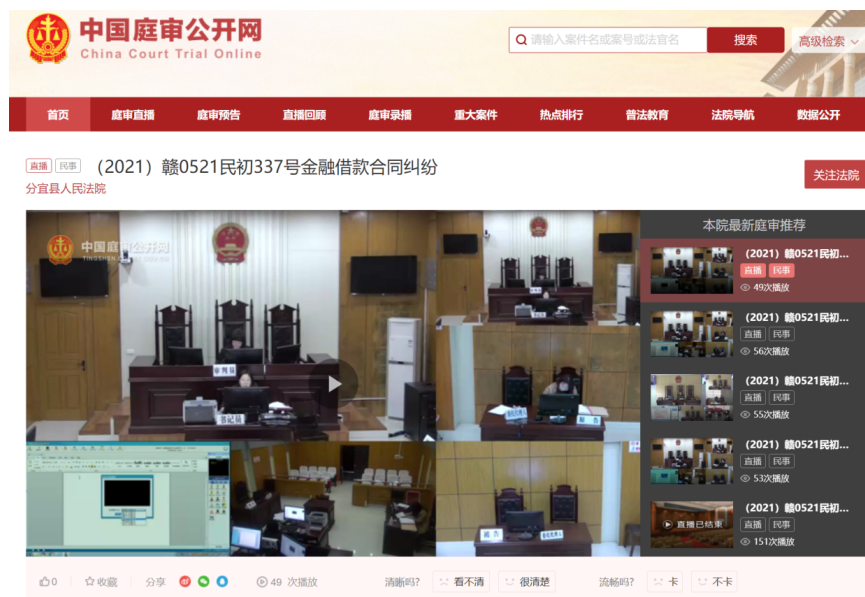 中国庭审公开网
China Court Trial Online
请输入案件名或案号或法官名
搜索
高级检索
首页 庭审直播 庭审预告 直播回顾 庭审录播 重大案件 热点排行 普法教育 法院导航 数据公开
直播 民事 （2021）赣0521民初337号金融借款合同纠纷
分宜县人民法院
关注法院
中国庭审公开网
审判员
书记员
原告
被告
本院最新庭审推荐
（2021）赣0521民初...
直播 民事
49次播放
（2021）赣0521民初...
直播 民事
56次播放
（2021）赣0521民初...
直播 民事
55次播放
（2021）赣0521民初...
直播 民事
53次播放
（2021）赣0521民初...
直播已结束
直播 民事
151次播放
0 收藏 分享 49 次播放 清晰吗? 看不清 很清楚 流畅吗? 卡 不卡